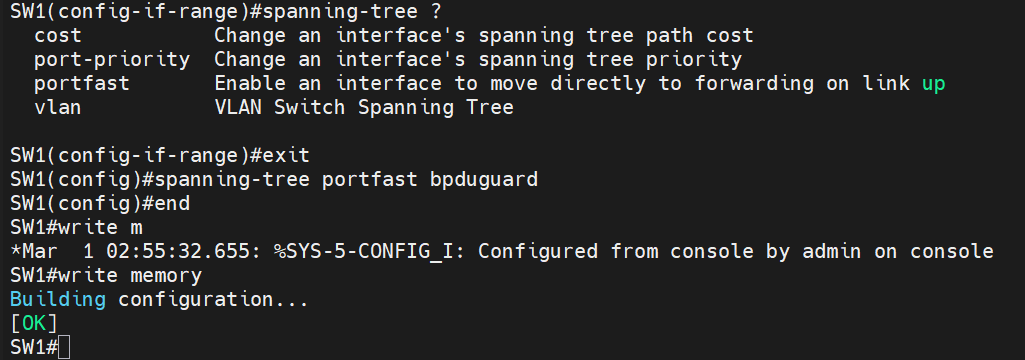 SW1(config-if-range)#spanning-tree ?
  cost           Change an interface's spanning tree path cost
  port-priority  Change an interface's spanning tree priority
  portfast       Enable an interface to move directly to forwarding on link up
  vlan           VLAN Switch Spanning Tree

SW1(config-if-range)#exit
SW1(config)#spanning-tree portfast bpduguard
SW1(config)#end
SW1#write m
*Mar  1 02:55:32.655: %SYS-5-CONFIG_I: Configured from console by admin on console
SW1#write memory
Building configuration...
[OK]
SW1#